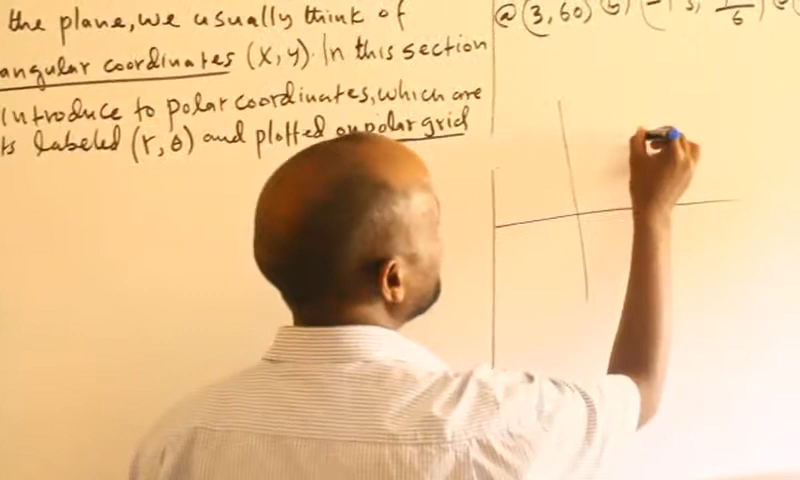 the plane, we usually think of
angular coordinates (x, y). In this section
Introduce to polar coordinates, which are
ts labeled (r, θ) and plotted on polar grid
@ (3, 60) (b) (
6